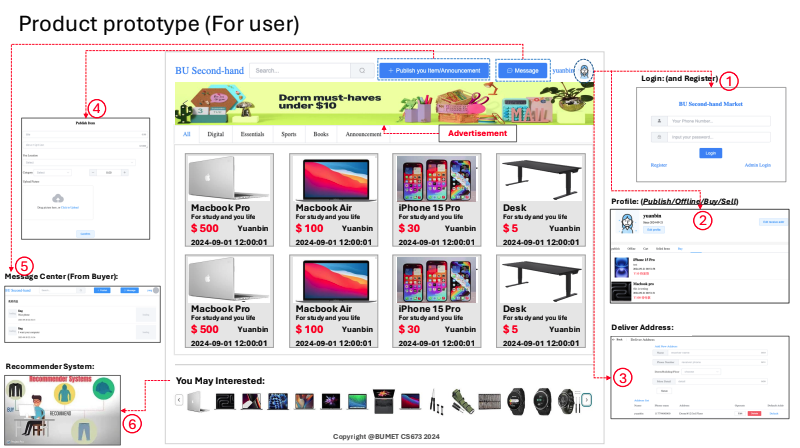 Product prototype (For user)
BU Second-hand
Search...
+ Publish you Item/Announcement
Message
yuanbin
Dorm must-haves
under $10
Advertisement
All Digital Essentials Sports Books Announcement
Macbook Pro
For study and you life
$ 500 Yuanbin
2024-09-01 12:00:01
Macbook Air
For study and you life
$ 100 Yuanbin
2024-09-01 12:00:01
iPhone 15 Pro
For study and you life
$ 30 Yuanbin
2024-09-01 12:00:01
Desk
For study and you life
$ 5 Yuanbin
2024-09-01 12:00:01
Macbook Pro
For study and you life
$ 500 Yuanbin
2024-09-01 12:00:01
Macbook Air
For study and you life
$ 100 Yuanbin
2024-09-01 12:00:01
iPhone 15 Pro
For study and you life
$ 30 Yuanbin
2024-09-01 12:00:01
Desk
For study and you life
$ 5 Yuanbin
2024-09-01 12:00:01
You May Interested:
Copyright @BUMET CS673 2024
Login: (and Register)
1
BU Second-hand Market
Your Phone Number...
Input your password...
Login
Register Admin Login
Profile: (Publish/Offline/Buy/Sell)
2
yuanbin
iPhone 15 Pro
Macbook pro
Deliver Address:
Deliver Address
3
4
Publish Item
5
Message Center (From Buyer):
Recommender System:
Recommender Systems
RECOMMEND
6